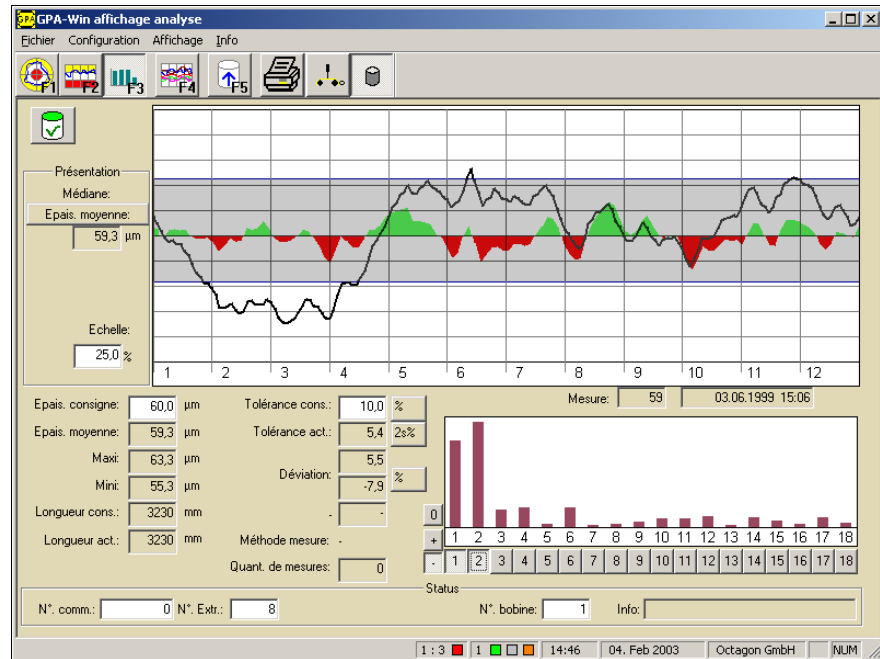 GPA GPA-Win affichage analyse
Fichier Configuration Affichage Info
F1 F2 F3 F4 F5
Présentation
Médiane:
Epais. moyenne:
59,3 µm
Echelle:
25,0 %
1 2 3 4 5 6 7 8 9 10 11 12
Epais. consigne: 60,0 µm Tolérance cons.: 10,0 % Mesure: 59 03.06.1999 15:06
Epais. moyenne: 59,3 µm Tolérance act.: 5,4 2s%
Maxi: 63,3 µm 5,5
Déviation: %
Mini: 55,3 µm -7,9
Longueur cons.: 3230 mm - - 0
1 2 3 4 5 6 7 8 9 10 11 12 13 14 15 16 17 18
Longueur act.: 3230 mm Méthode mesure: - +
- 1 2 3 4 5 6 7 8 9 10 11 12 13 14 15 16 17 18
Quant. de mesures: 0
Status
N°. comm.: 0 N°. Extr.: 8 N°. bobine: 1 Info:
1 : 3 1 14:46 04. Feb 2003 Octagon GmbH NUM